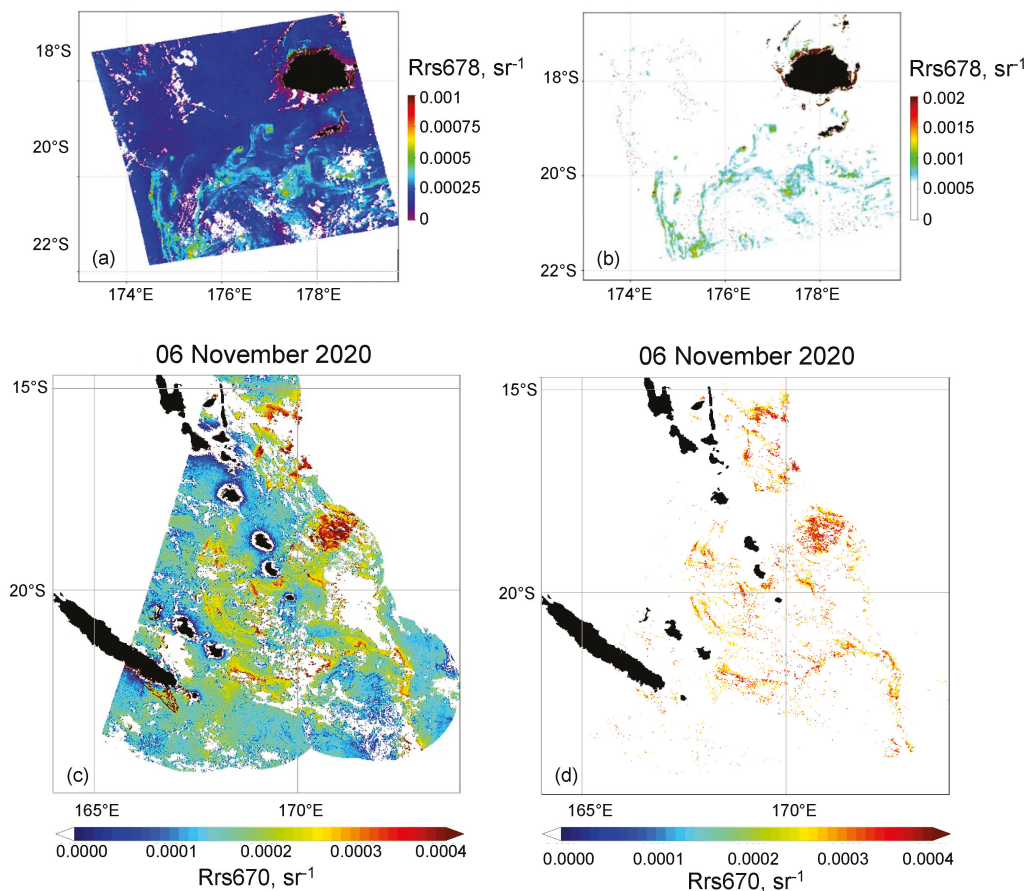 18°S
20°S
22°S
174°E
176°E
178°E
(a)
Rrs678, sr⁻¹
0.001
0.00075
0.0005
0.00025
0
18°S
20°S
22°S
174°E
176°E
178°E
(b)
Rrs678, sr⁻¹
0.002
0.0015
0.001
0.0005
0
06 November 2020
15°S
20°S
(c)
165°E
170°E
0.0000
0.0001
0.0002
0.0003
0.0004
Rrs670, sr⁻¹
06 November 2020
15°S
20°S
(d)
165°E
170°E
0.0000
0.0001
0.0002
0.0003
0.0004
Rrs670, sr⁻¹